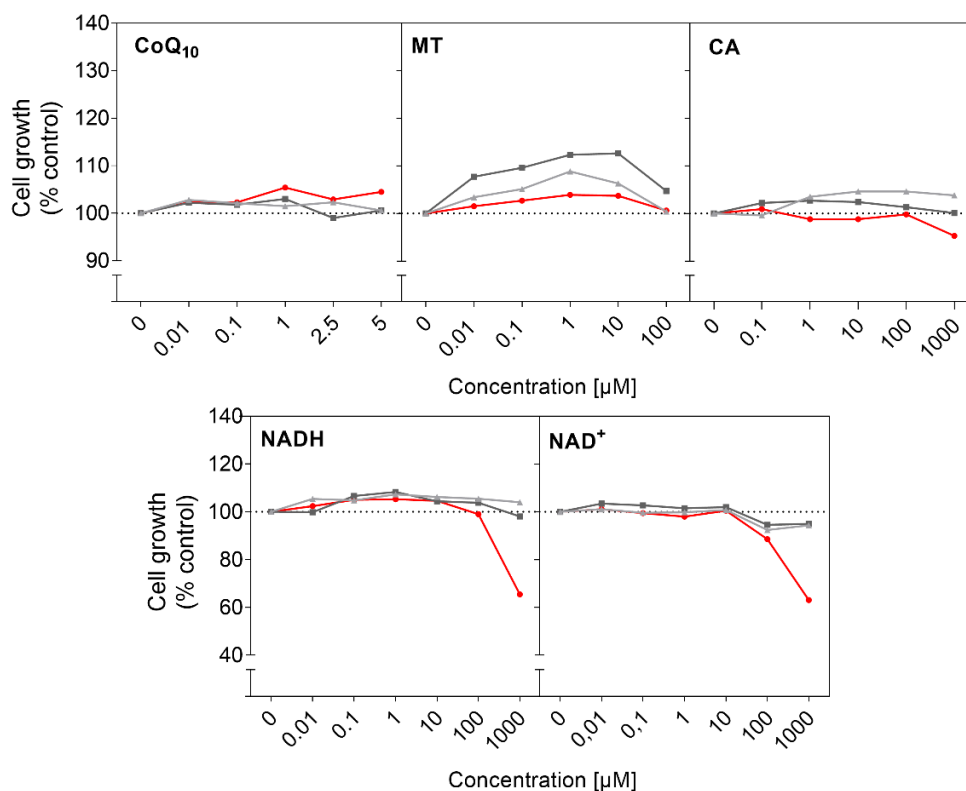 CoQ₁₀ MT CA
Cell growth
(% control)
140
130
120
110
100
90
0 0.01 0.1 1 2.5 5
0 0.01 0.1 1 10 100
0 0.1 1 10 100 1000
Concentration [µM]
NADH NAD⁺
Cell growth
(% control)
140
120
100
80
60
40
0 0.01 0.1 1 10 100 1000
0 0,01 0,1 1 10 100 1000
Concentration [µM]